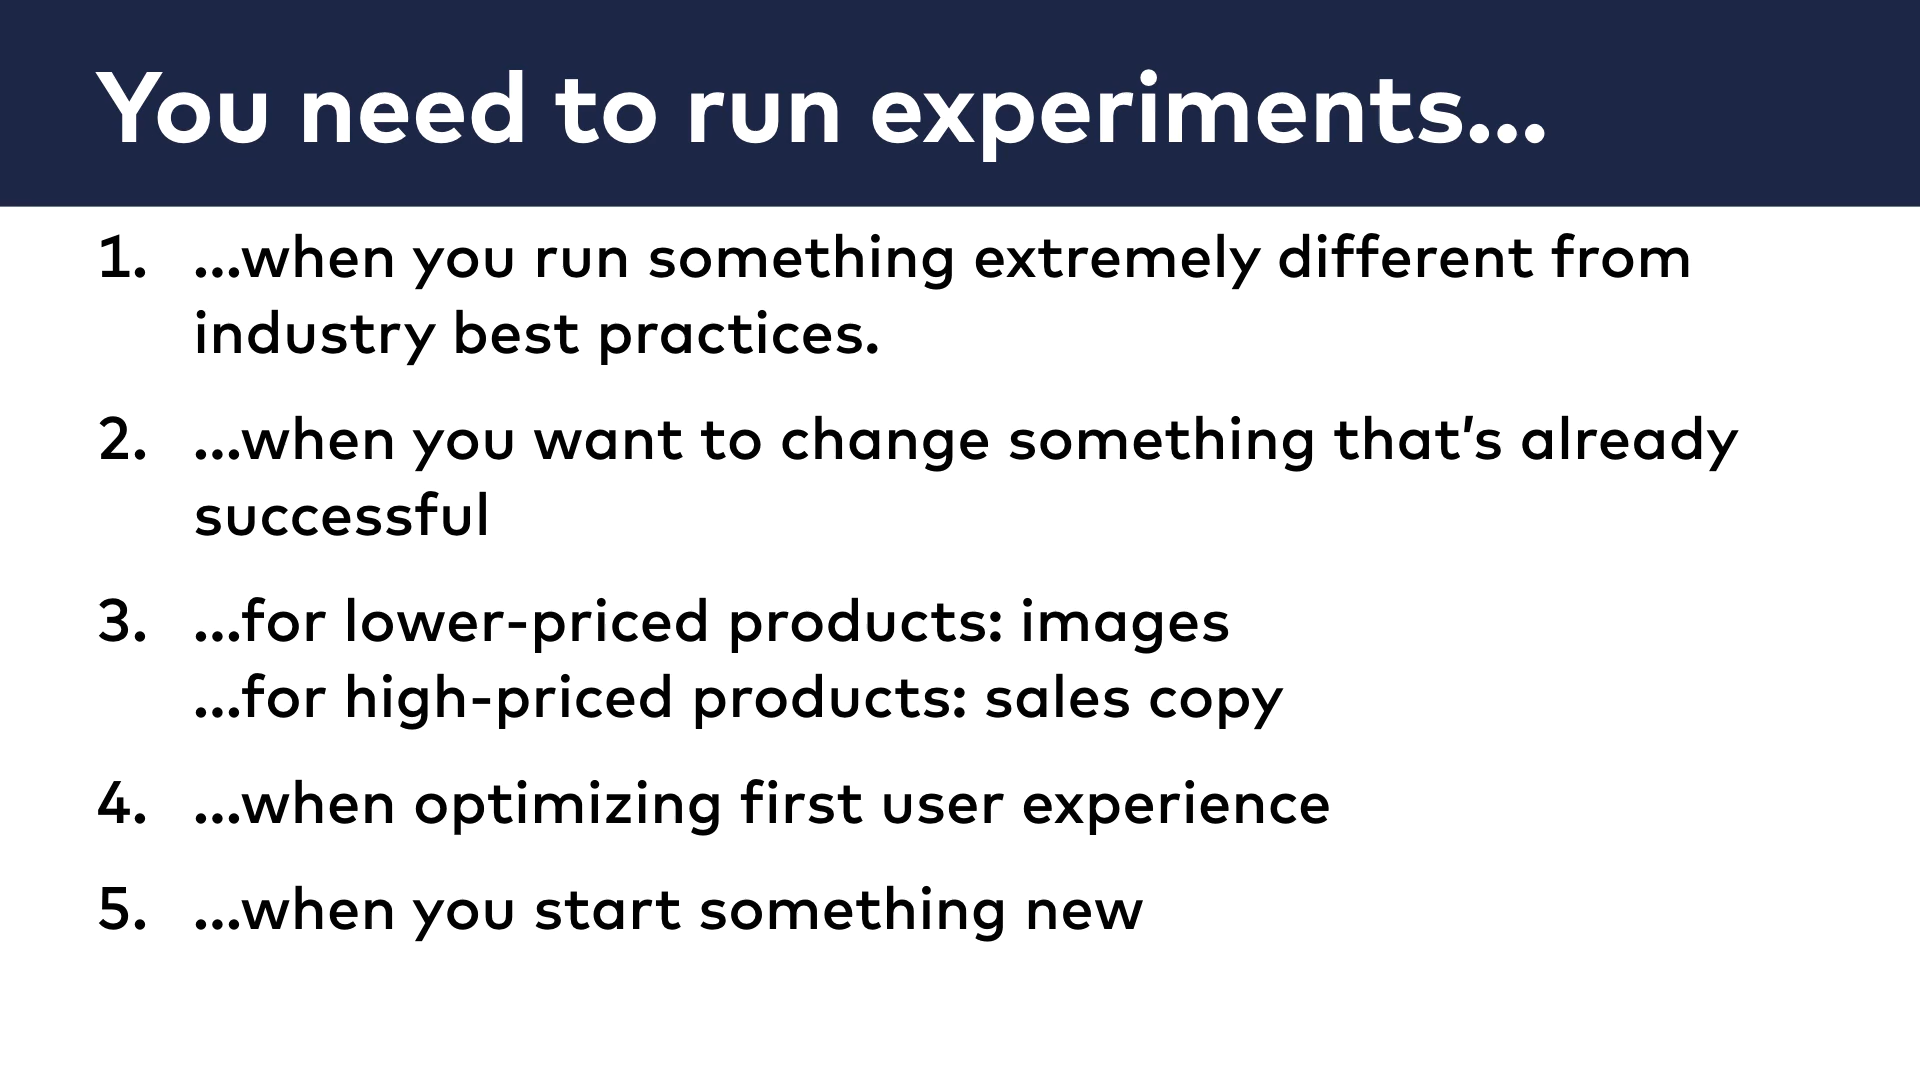 You need to run experiments...
1. ...when you run something extremely different from
industry best practices.
2. ...when you want to change something that's already
successful
3. ...for lower-priced products: images
...for high-priced products: sales copy
4. ...when optimizing first user experience
5. ...when you start something new